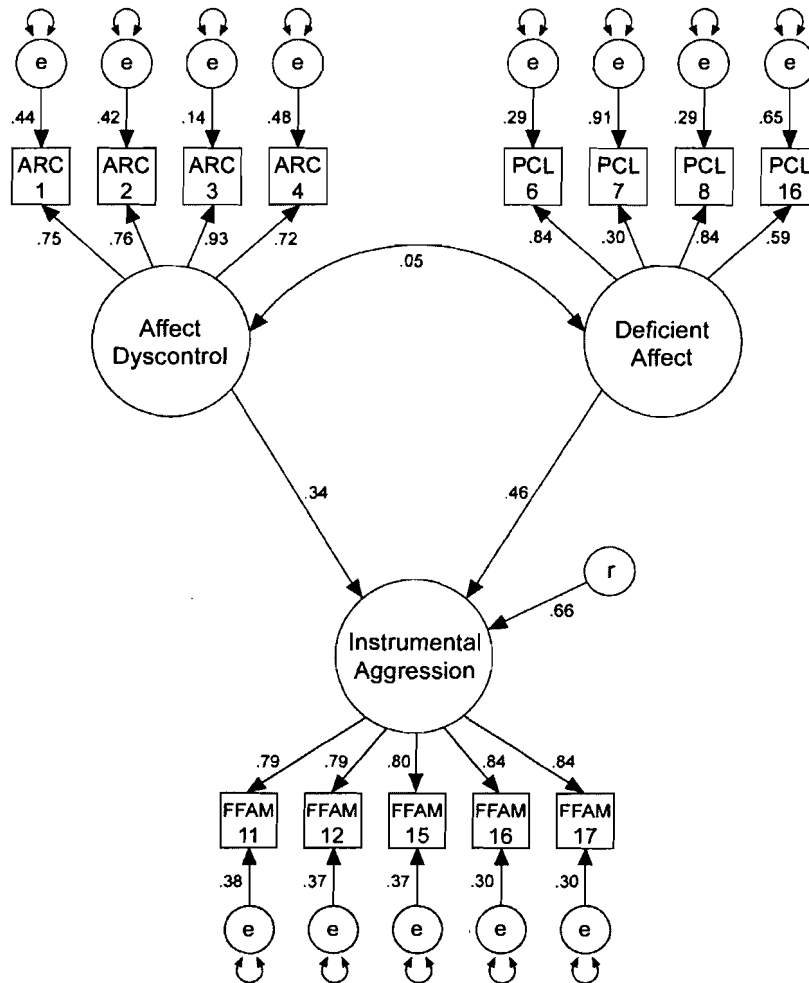 e e e e e e e e
.44 .42 .14 .48 .29 .91 .29 .65
ARC ARC ARC ARC PCL PCL PCL PCL
1 2 3 4 6 7 8 16
.75 .76 .93 .72 .84 .30 .84 .59
.05
Affect
Dyscontrol
Deficient
Affect
.34 .46
r
.66
Instrumental
Aggression
.79 .79 .80 .84 .84
FFAM FFAM FFAM FFAM FFAM
11 12 15 16 17
.38 .37 .37 .30 .30
e e e e e